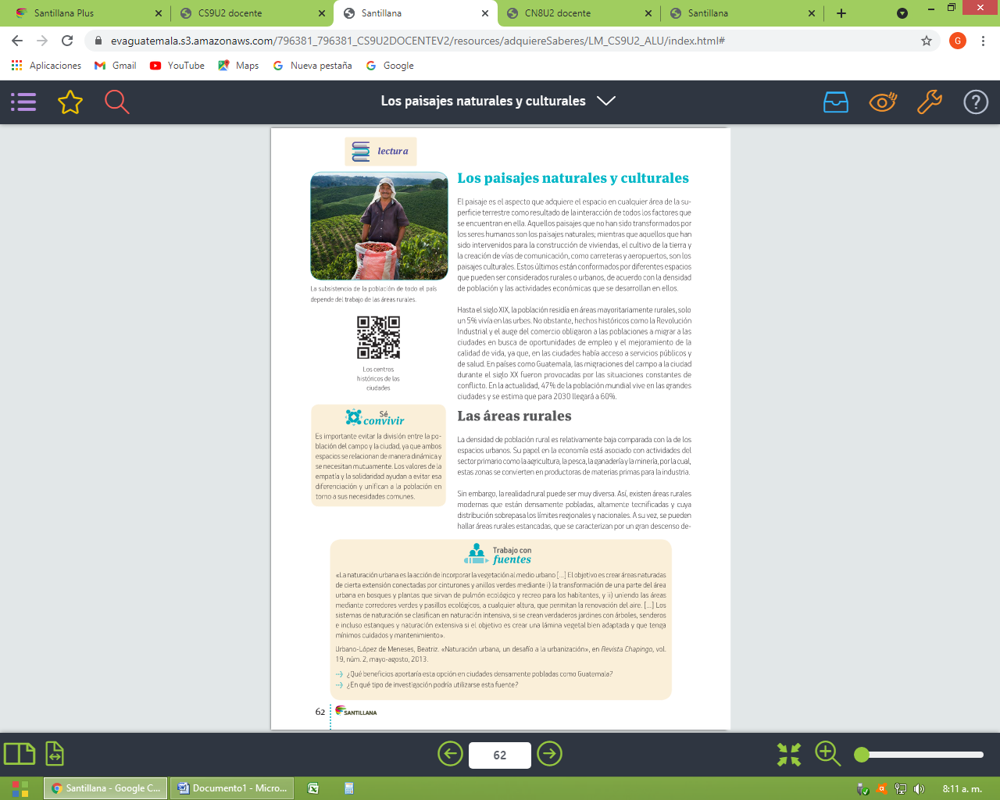 Santillana Plus
CS9U2 docente
Santillana
CN8U2 docente
Santillana
evaguatemala.s3.amazonaws.com/796381_796381_CS9U2DOCENTEV2/resources/adquiereSaberes/LM_CS9U2_ALU/index.html#
G
Aplicaciones
Gmail
YouTube
Maps
Nueva pestaña
Google
Los paisajes naturales y culturales
lectura
La subsistencia de la población de todo el país
depende del trabajo de las áreas rurales.
Los centros
históricos de las
ciudades
Sé
convivir
Es importante evitar la división entre la po-
blación del campo y la ciudad, ya que ambos
espacios se relacionan de manera dinámica y
se necesitan mutuamente. Los valores de la
empatía y la solidaridad ayudan a evitar esa
diferenciación y unifican a la población en
torno a sus necesidades comunes.
Los paisajes naturales y culturales
El paisaje es el aspecto que adquiere el espacio en cualquier área de la su-
perficie terrestre como resultado de la interacción de todos los factores que
se encuentran en ella. Aquellos paisajes que no han sido transformados por
los seres humanos son los paisajes naturales; mientras que aquellos que han
sido intervenidos para la construcción de viviendas, el cultivo de la tierra y
la creación de vías de comunicación, como carreteras y aeropuertos, son los
paisajes culturales. Estos últimos están conformados por diferentes espacios
que pueden ser considerados rurales o urbanos, de acuerdo con la densidad
de población y las actividades económicas que se desarrollan en ellos.
Hasta el siglo XIX, la población residía en áreas mayoritariamente rurales, solo
un 5% vivía en las urbes. No obstante, hechos históricos como la Revolución
Industrial y el auge del comercio obligaron a las poblaciones a migrar a las
ciudades en busca de oportunidades de empleo y el mejoramiento de la
calidad de vida, ya que, en las ciudades había acceso a servicios públicos y
de salud. En países como Guatemala, las migraciones del campo a la ciudad
durante el siglo XX fueron provocadas por las situaciones constantes de
conflicto. En la actualidad, 47% de la población mundial vive en las grandes
ciudades y se estima que para 2030 llegará a 60%.
Las áreas rurales
La densidad de población rural es relativamente baja comparada con la de los
espacios urbanos. Su papel en la economía está asociado con actividades del
sector primario como la agricultura, la pesca, la ganadería y la minería, por la cual,
estas zonas se convierten en productoras de materias primas para la industria.
Sin embargo, la realidad rural puede ser muy diversa. Así, existen áreas rurales
modernas que están densamente pobladas, altamente tecnificadas y cuya
distribución sobrepasa los límites regionales y nacionales. A su vez, se pueden
hallar áreas rurales estancadas, que se caracterizan por un gran descenso de-
Trabajo con
fuentes
«La naturación urbana es la acción de incorporar la vegetación al medio urbano [...] El objetivo es crear áreas naturadas
de cierta extensión conectadas por cinturones y anillos verdes mediante i) la transformación de una parte del área
urbana en bosques y plantas que sirvan de pulmón ecológico y recreo para los habitantes, y ii) uniendo las áreas
mediante corredores verdes y pasillos ecológicos, a cualquier altura, que permitan la renovación del aire. [...] Los
sistemas de naturación se clasifican en naturación intensiva, si se crean verdaderos jardines con árboles, senderos
e incluso estanques y naturación extensiva si el objetivo es crear una lámina vegetal bien adaptada y que tenga
mínimos cuidados y mantenimiento».
Urbano-López de Meneses, Beatriz. «Naturación urbana, un desafío a la urbanización», en Revista Chapingo, vol.
19, núm. 2, mayo-agosto, 2013.
¿Qué beneficios aportaría esta opción en ciudades densamente pobladas como Guatemala?
¿En qué tipo de investigación podría utilizarse esta fuente?
62
SANTILLANA
62
Santillana - Google C...
Documento1 - Micro...
8:11 a. m.